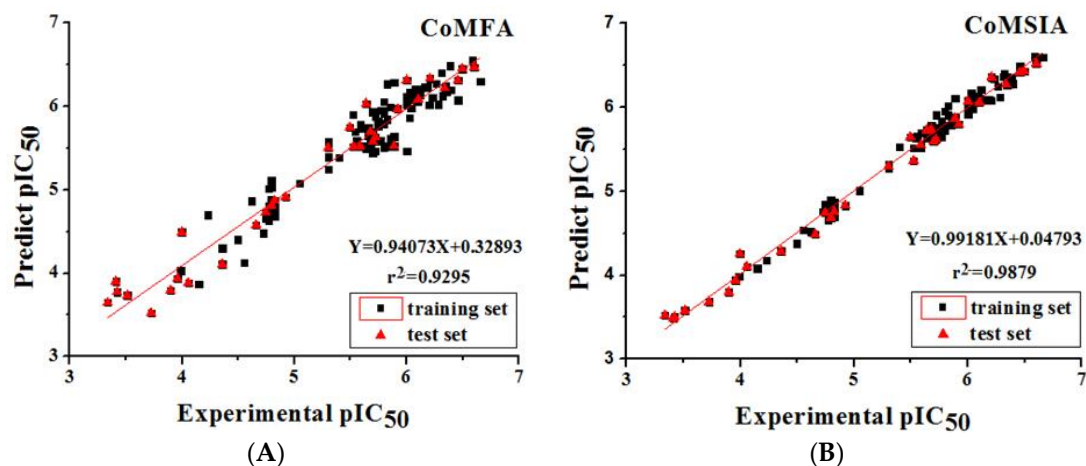 CoMFA
7
6
5
4
3
Predict pIC50
Y=0.94073X+0.32893
r²=0.9295
training set
test set
3 4 5 6 7
Experimental pIC50
(A)
CoMSIA
7
6
5
4
3
Predict pIC50
Y=0.99181X+0.04793
r²=0.9879
training set
test set
3 4 5 6 7
Experimental pIC50
(B)